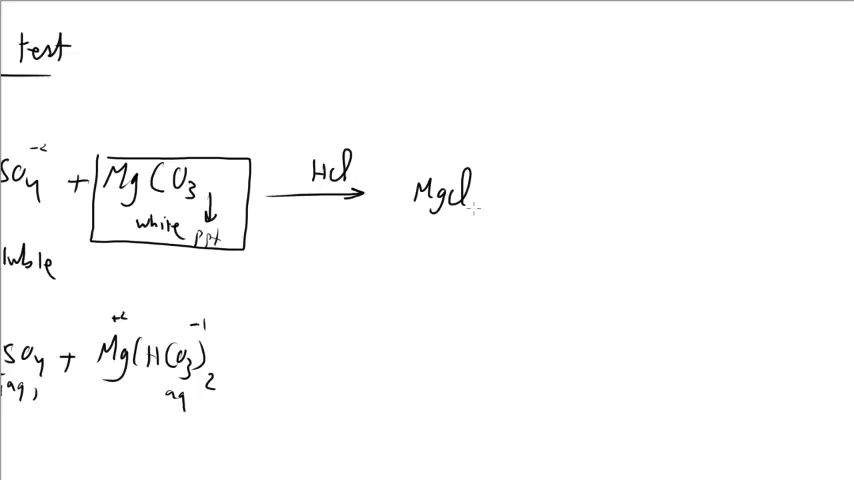 test
SO4 -2 + MgCO3 ↓ HCl → MgCl
white ppt
luble
+2 -1
SO4 + Mg(HCO3)2
(aq) aq